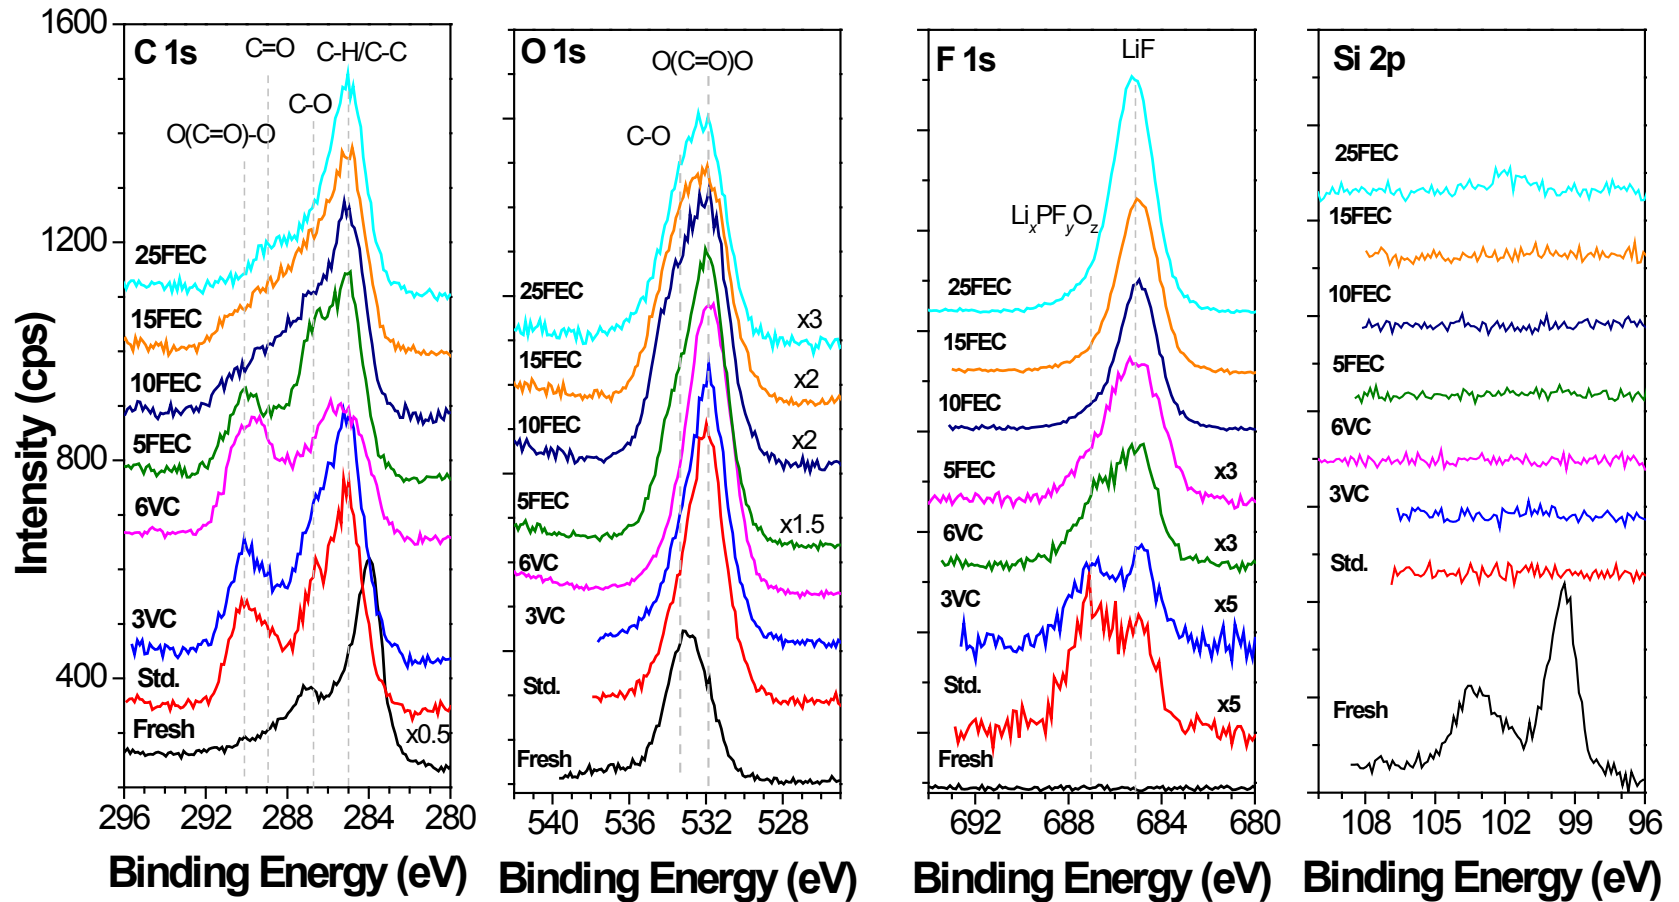 Intensity (cps)
1600
1200
800
400
C 1s
C=O
C-H/C-C
C-O
O(C=O)-O
25FEC
15FEC
10FEC
5FEC
6VC
3VC
Std.
Fresh
x0.5
296 292 288 284 280
Binding Energy (eV)
O 1s
O(C=O)O
C-O
25FEC
x3
15FEC
x2
10FEC
x2
5FEC
x1.5
6VC
3VC
Std.
Fresh
540 536 532 528
Binding Energy (eV)
F 1s
LiF
LixPFyOz
25FEC
15FEC
10FEC
5FEC
x3
6VC
x3
3VC
x5
Std.
x5
Fresh
692 688 684 680
Binding Energy (eV)
Si 2p
25FEC
15FEC
10FEC
5FEC
6VC
3VC
Std.
Fresh
108 105 102 99 96
Binding Energy (eV)